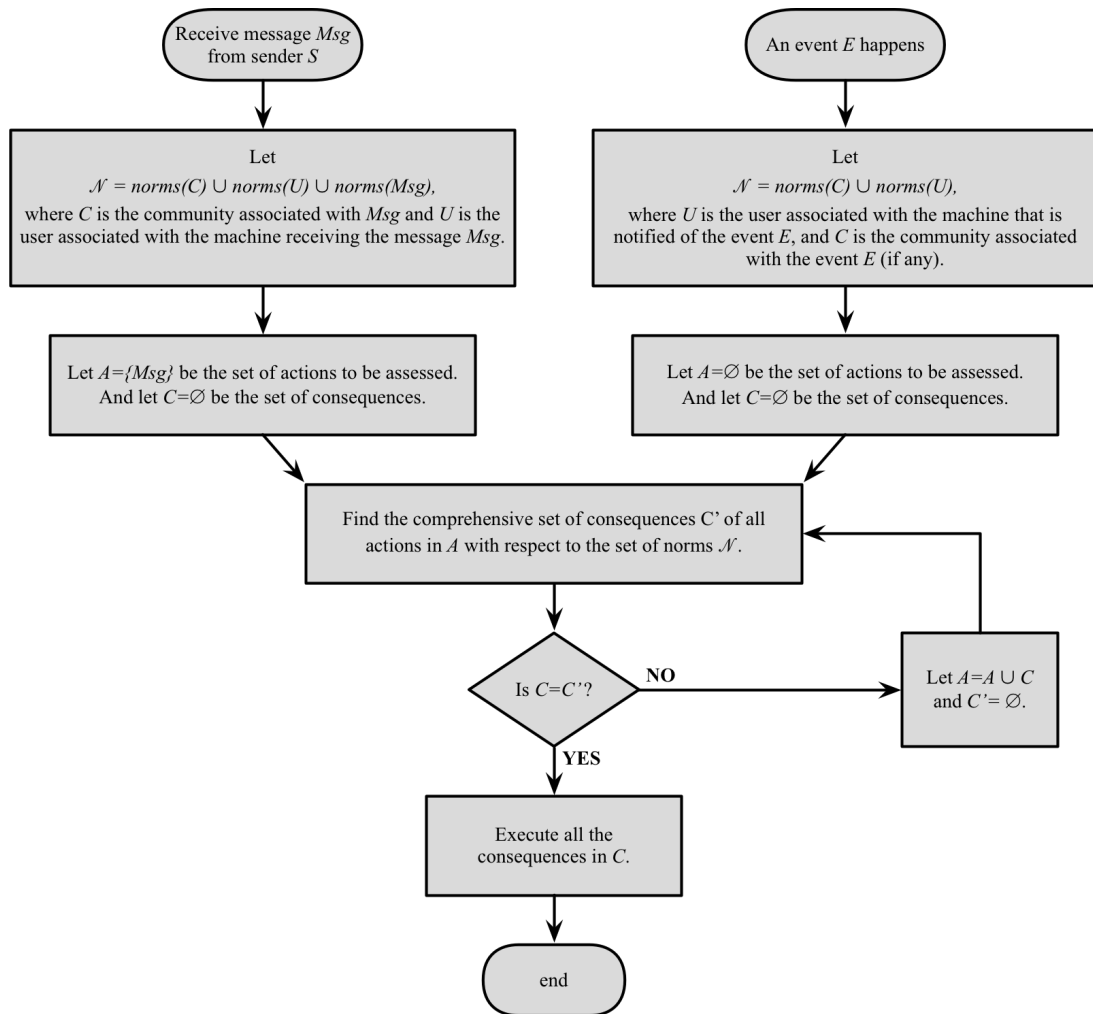 Receive message Msg
from sender S
An event E happens
Let
𝒩 = norms(C) ∪ norms(U) ∪ norms(Msg),
where C is the community associated with Msg and U is the
user associated with the machine receiving the message Msg.
Let
𝒩 = norms(C) ∪ norms(U),
where U is the user associated with the machine that is
notified of the event E, and C is the community associated
with the event E (if any).
Let A={Msg} be the set of actions to be assessed.
And let C=∅ be the set of consequences.
Let A=∅ be the set of actions to be assessed.
And let C=∅ be the set of consequences.
Find the comprehensive set of consequences C’ of all
actions in A with respect to the set of norms 𝒩.
Is C=C’?
NO
Let A=A ∪ C
and C’= ∅.
YES
Execute all the
consequences in C.
end